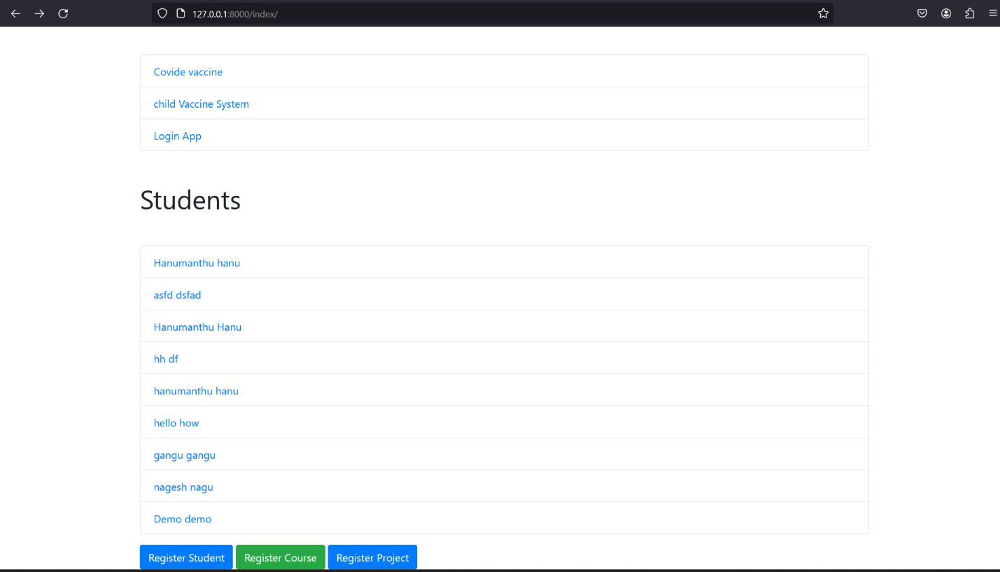 127.0.0.1:8000/index/
Covide vaccine
child Vaccine System
Login App
Students
Hanumanthu hanu
asfd dsfad
Hanumanthu Hanu
hh df
hanumanthu hanu
hello how
gangu gangu
nagesh nagu
Demo demo
Register Student Register Course Register Project